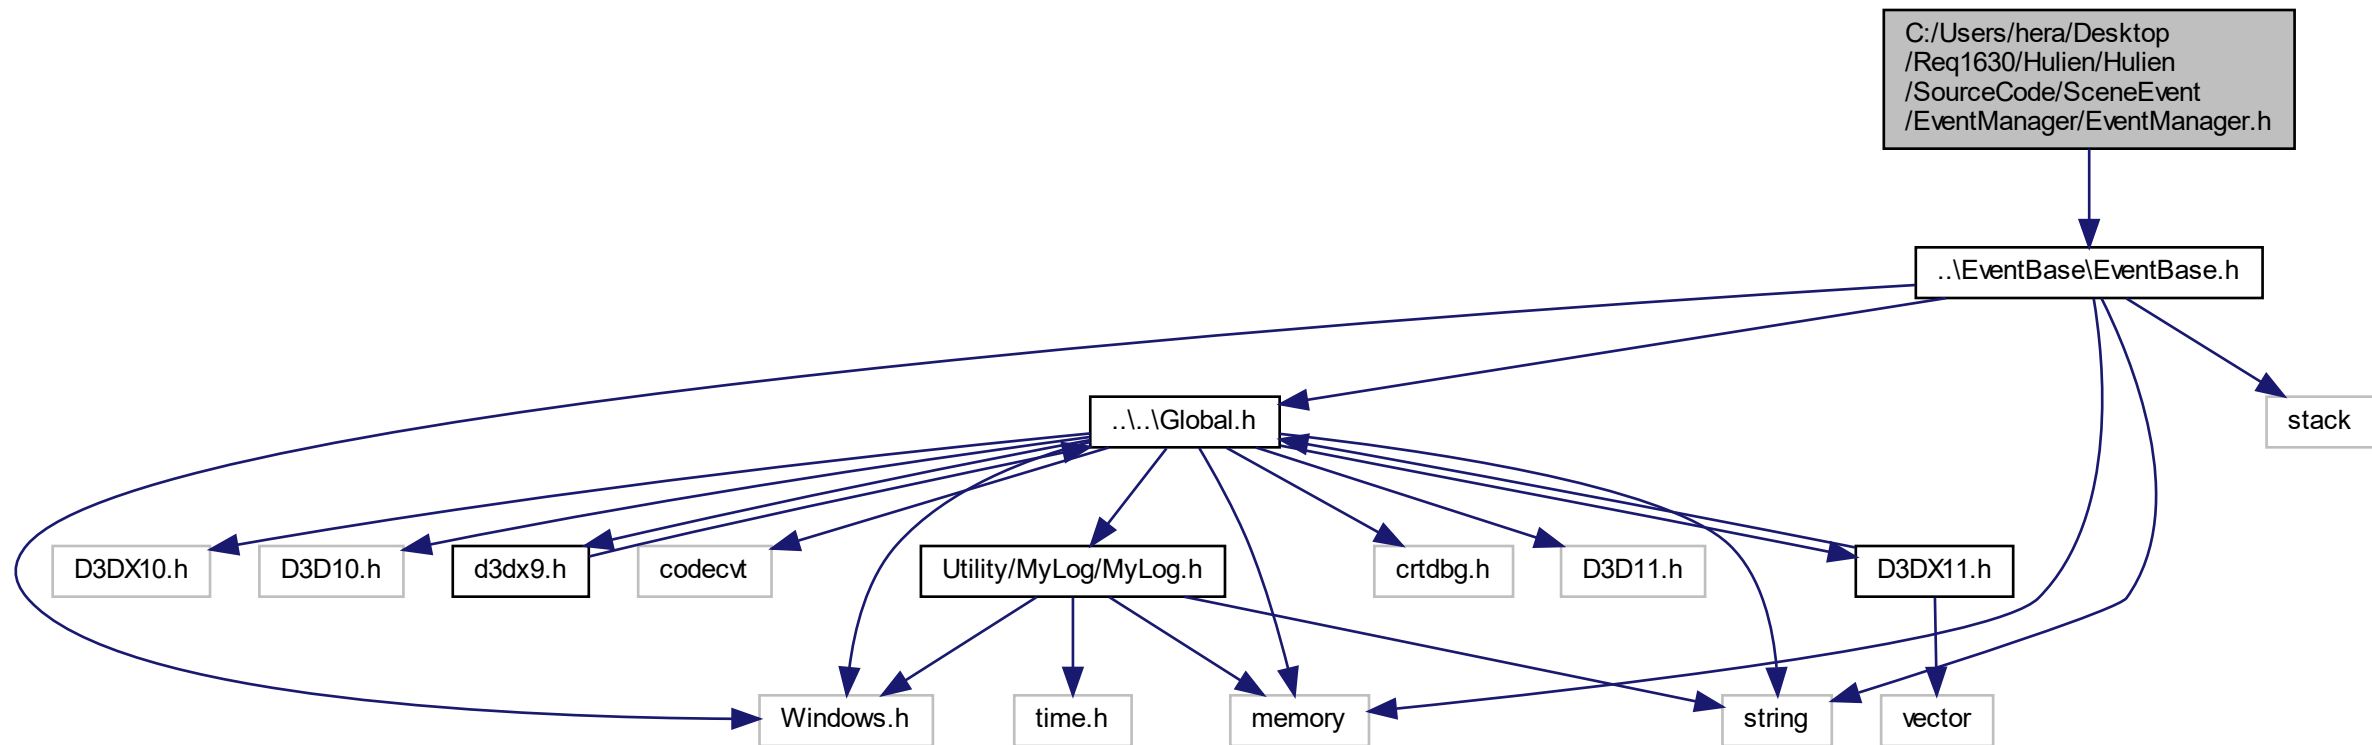 C:/Users/hera/Desktop
/Req1630/Hulien/Hulien
/SourceCode/SceneEvent
/EventManager/EventManager.h
..\EventBase\EventBase.h
..\..\Global.h
stack
D3DX10.h
D3D10.h
d3dx9.h
codecvt
Utility/MyLog/MyLog.h
crtdbg.h
D3D11.h
D3DX11.h
Windows.h
time.h
memory
string
vector